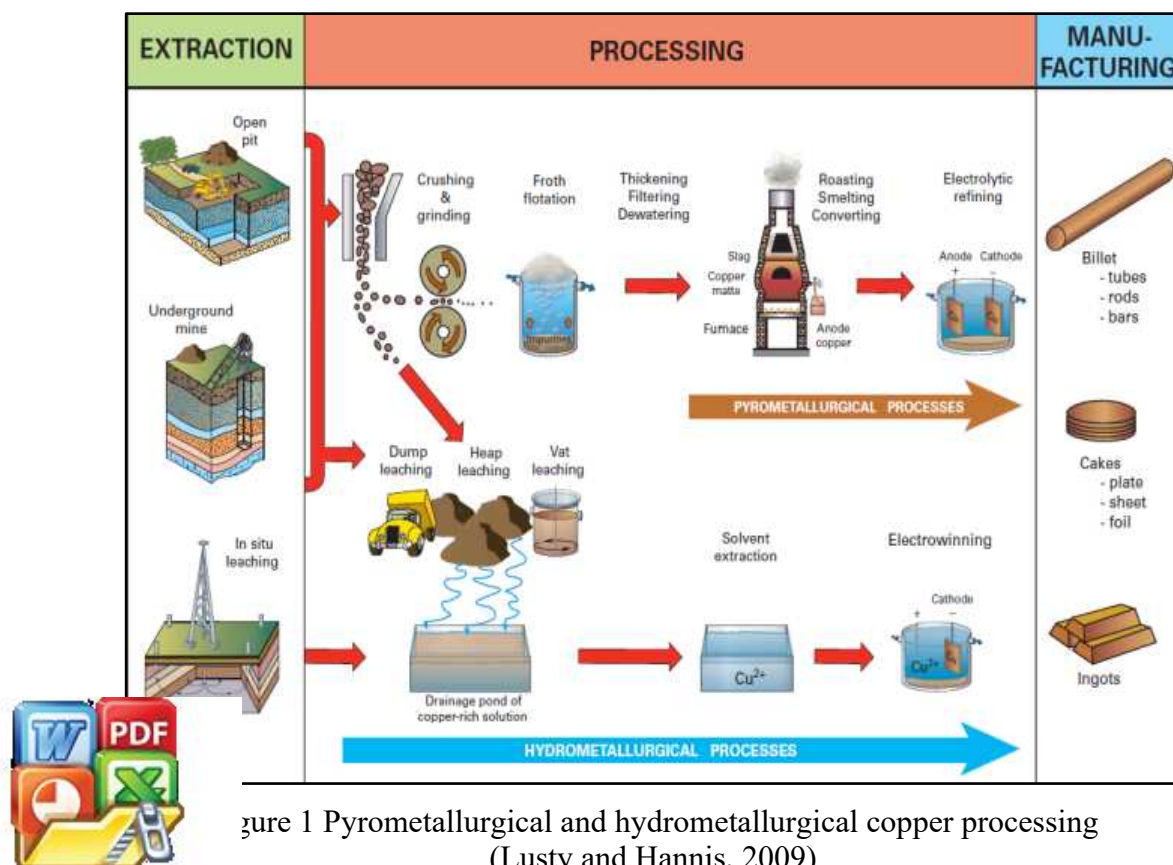 EXTRACTION
PROCESSING
MANU-
FACTURING
Open
pit
Underground
mine
In situ
leaching
Crushing
&
grinding
Froth
flotation
Impurities
Thickening
Filtering
Dewatering
Roasting
Smelting
Converting
Slag
Copper
matte
Furnace
Anode
copper
Electrolytic
refining
Anode Cathode
+ –
PYROMETALLURGICAL PROCESSES
Dump
leaching
Heap
leaching
Vat
leaching
Drainage pond of
copper-rich solution
Solvent
extraction
Cu²⁺
Electrowinning
Cathode
+ –
Cu²⁺
HYDROMETALLURGICAL PROCESSES
Billet
- tubes
- rods
- bars
Cakes
- plate
- sheet
- foil
Ingots
W
PDF
X
gure 1 Pyrometallurgical and hydrometallurgical copper processing
(Lusty and Hannis, 2009)